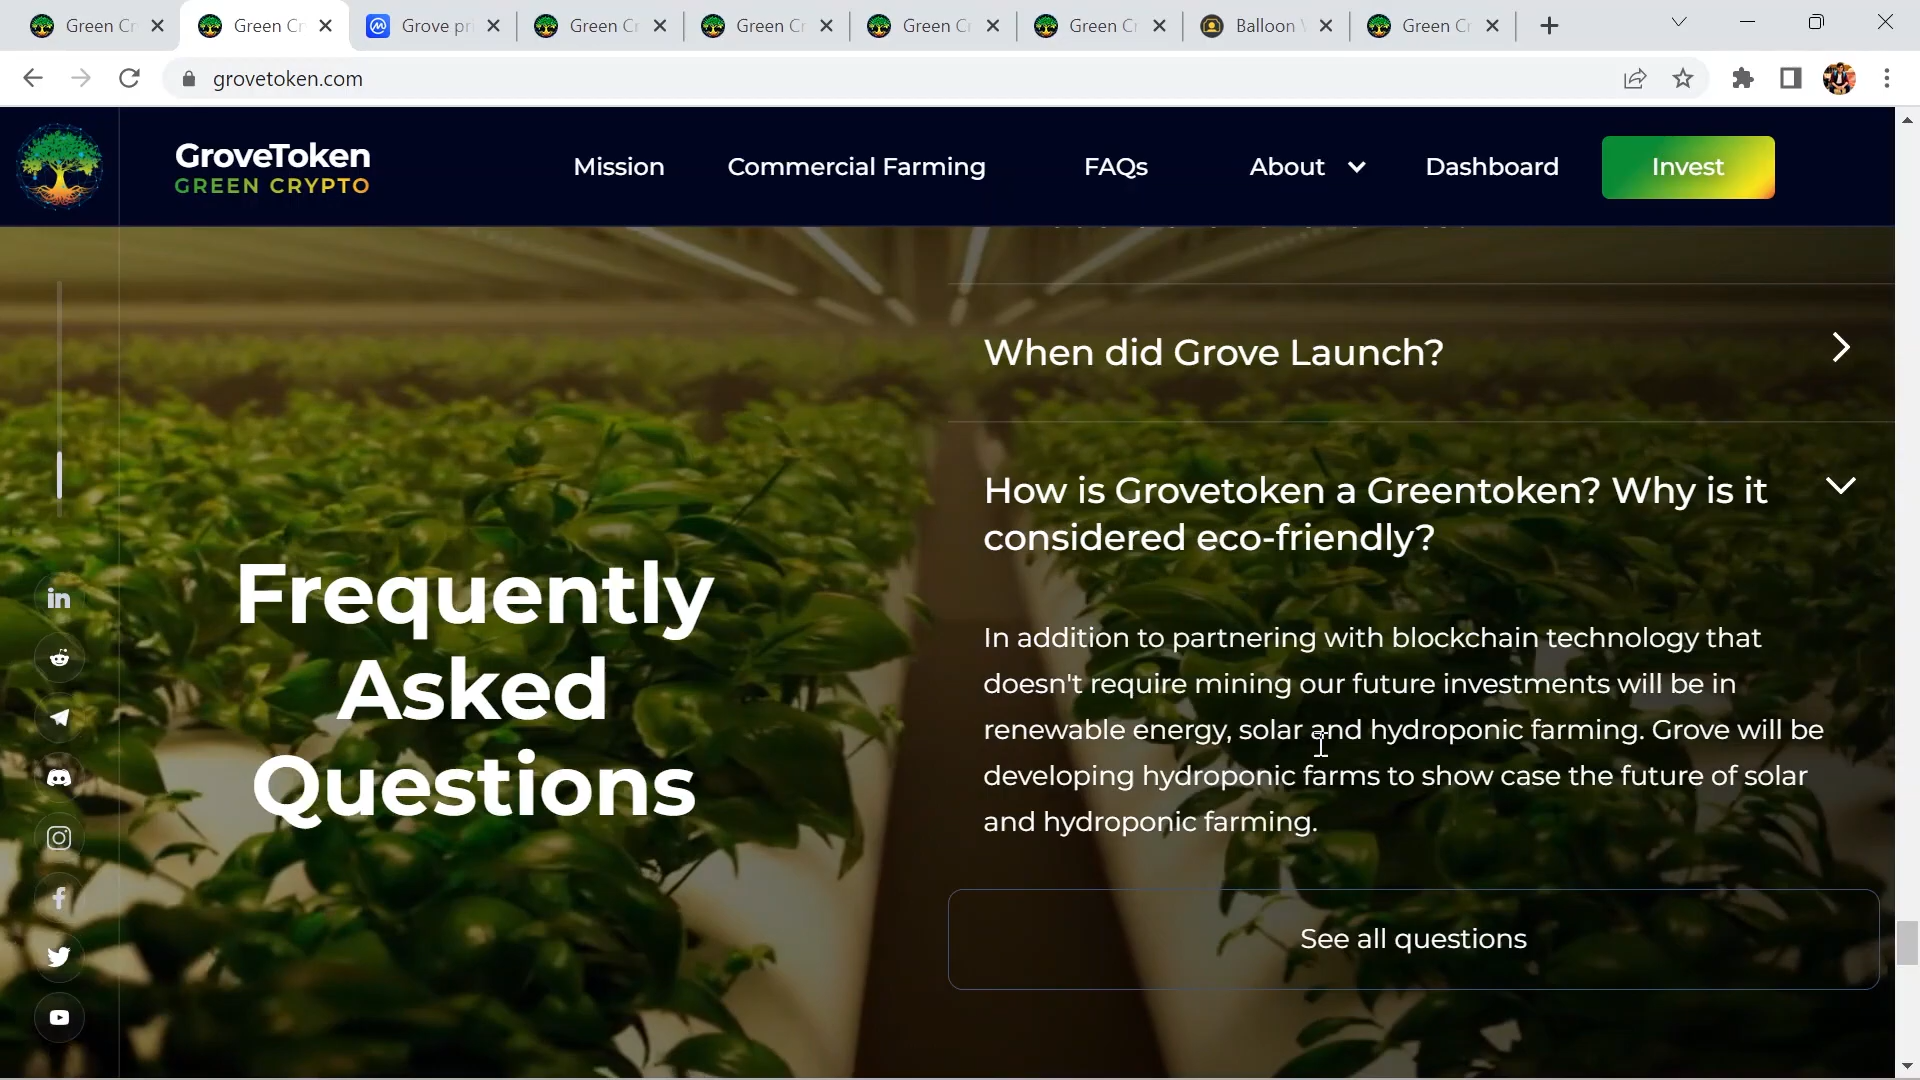 Green Cr
Green Cr
Grove pri
Green Cr
Green Cr
Green Cr
Green Cr
Balloon
Green Cr
grovetoken.com
GroveToken
GREEN CRYPTO
Mission
Commercial Farming
FAQs
About
Dashboard
Invest
Frequently
Asked
Questions
When did Grove Launch?
How is Grovetoken a Greentoken? Why is it
considered eco-friendly?
In addition to partnering with blockchain technology that
doesn't require mining our future investments will be in
renewable energy, solar and hydroponic farming. Grove will be
developing hydroponic farms to show case the future of solar
and hydroponic farming.
See all questions